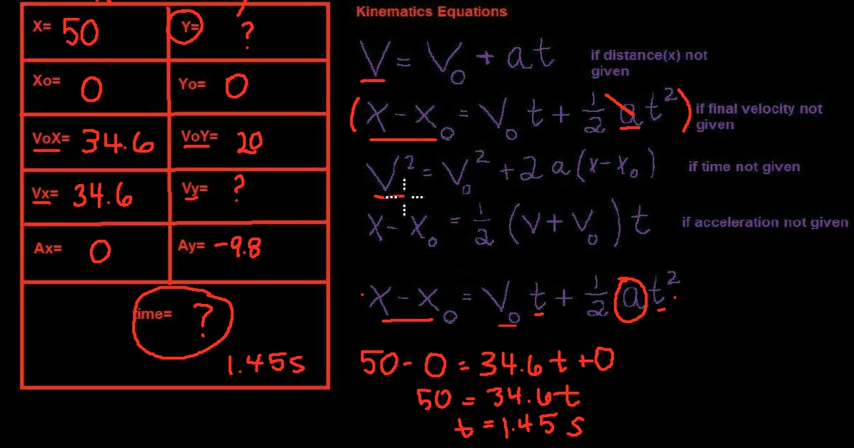 Kinematics Equations
X= 50
Y= ?
Xo= 0
Yo= 0
VoX= 34.6
VoY= 20
Vx= 34.6
Vy= ?
Ax= 0
Ay= -9.8
time= ?
1.45s
V = V₀ + at if distance(x) not given
(X - X₀ = V₀ t + 1/2 at²) if final velocity not given
V² = V₀² + 2a(x - x₀) if time not given
X - X₀ = 1/2 (V + V₀) t if acceleration not given
X - X₀ = V₀ t + 1/2 at²
50 - 0 = 34.6t + 0
50 = 34.6t
t = 1.45 s